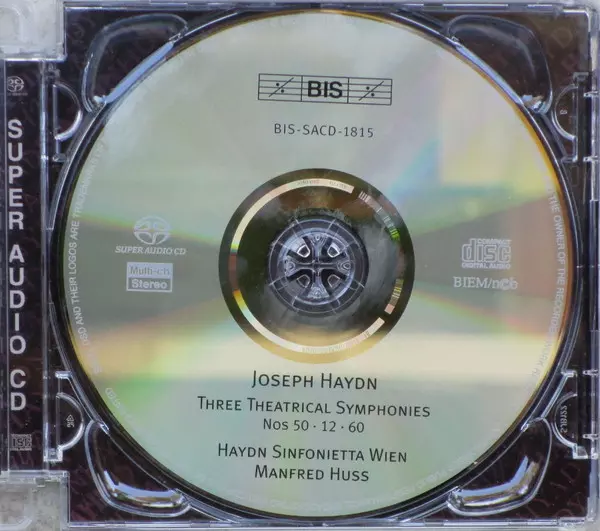 SUPER AUDIO CD
BIS
BIS-SACD-1815
SUPER AUDIO CD
Multi-ch
Stereo
COMPACT
disc
DIGITAL AUDIO
BIEM/n©b
JOSEPH HAYDN
THREE THEATRICAL SYMPHONIES
Nos 50 · 12 · 60
HAYDN SINFONIETTA WIEN
MANFRED HUSS